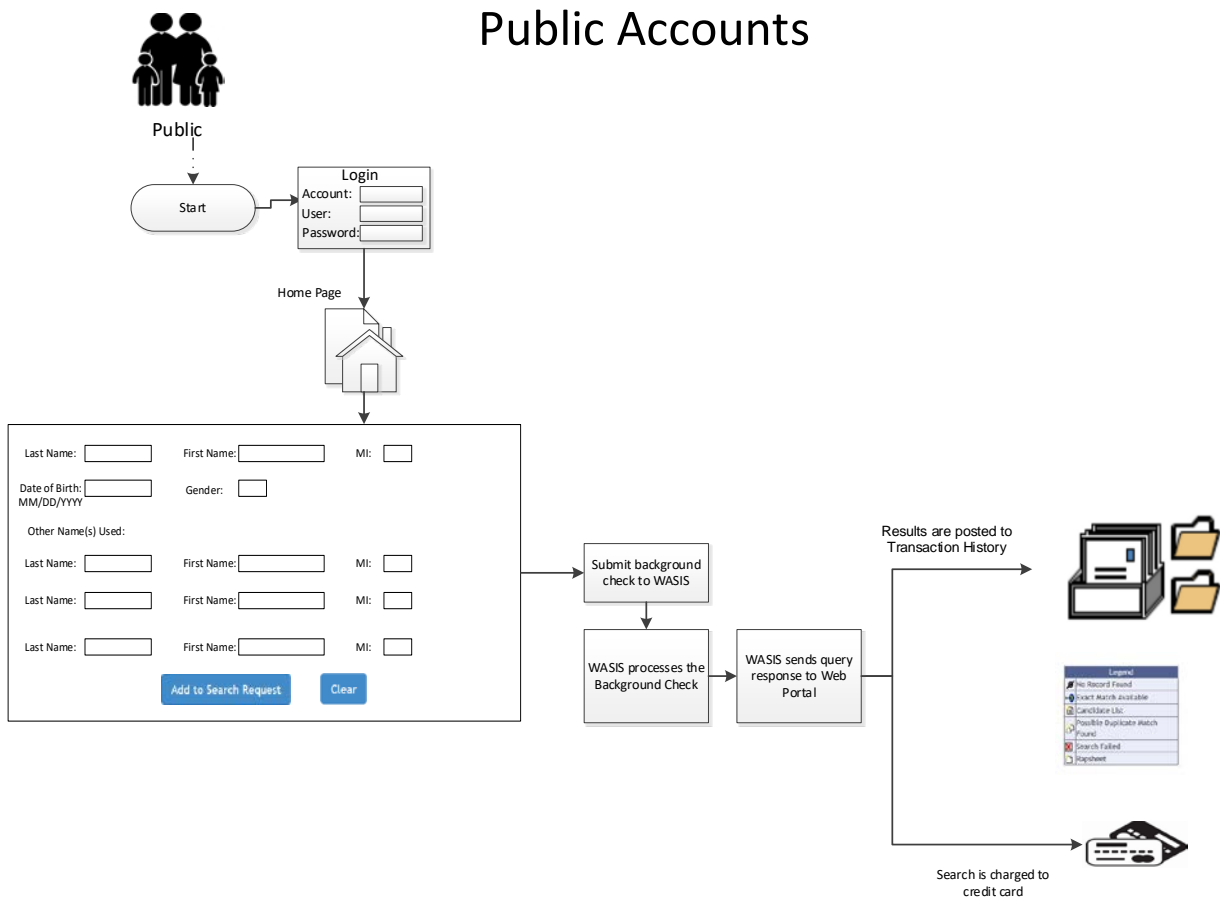 Public Accounts
Public
Start
Login
Account:
User:
Password:
Home Page
Last Name:
First Name:
MI:
Date of Birth:
MM/DD/YYYY
Gender:
Other Name(s) Used:
Last Name:
First Name:
MI:
Last Name:
First Name:
MI:
Last Name:
First Name:
MI:
Add to Search Request
Clear
Submit background
check to WASIS
WASIS processes the
Background Check
WASIS sends query
response to Web
Portal
Results are posted to
Transaction History
Legend
No Record Found
Exact Match Available
Candidate List
Possible Duplicate Match
Found
Search Failed
Rapsheet
Search is charged to
credit card